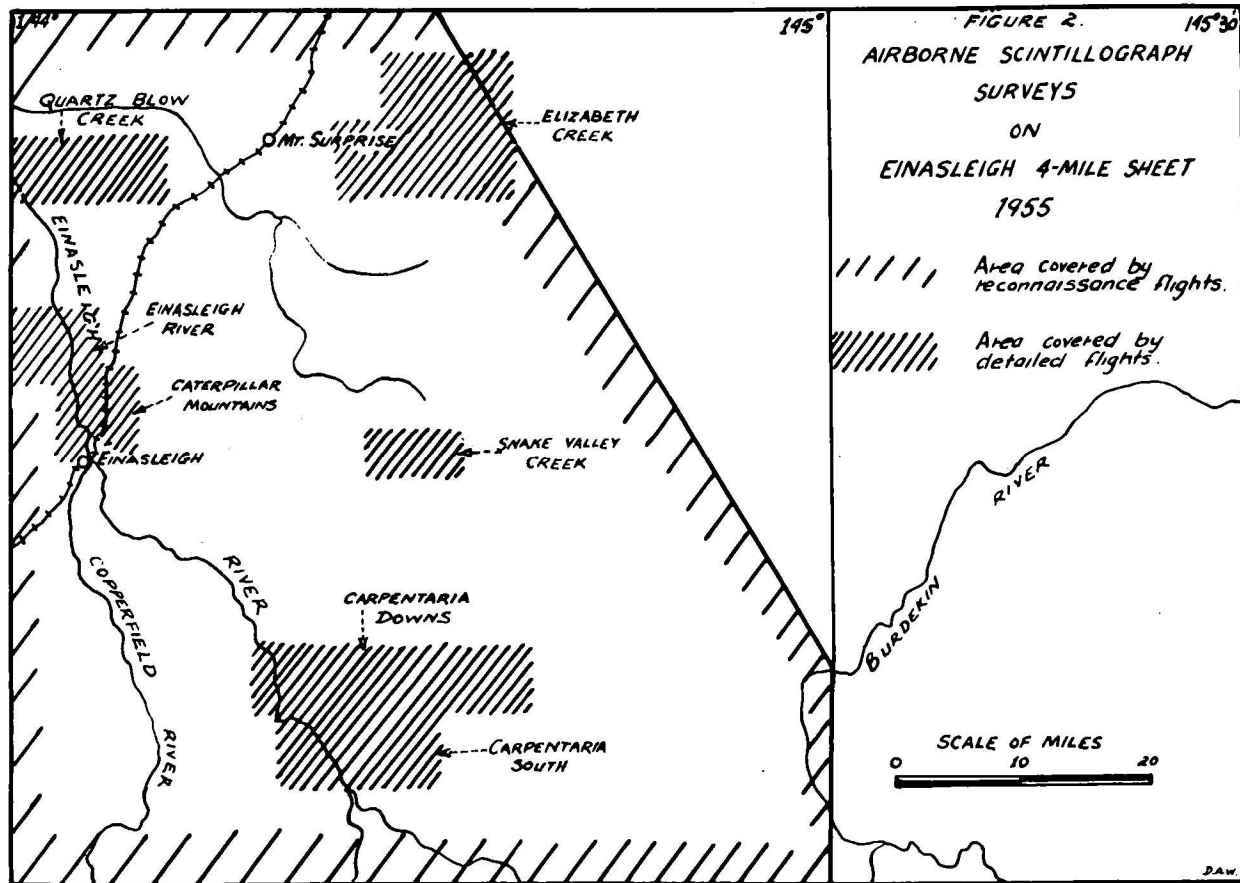 144°
145°
145°30'
FIGURE 2.
AIRBORNE SCINTILLOGRAPH
SURVEYS
ON
EINASLEIGH 4-MILE SHEET
1955
Area covered by
reconnaissance flights.
Area covered by
detailed flights.
QUARTZ BLOW
CREEK
MT. SURPRISE
ELIZABETH
CREEK
EINASLEIGH
EINASLEIGH
RIVER
CATERPILLAR
MOUNTAINS
EINASLEIGH
SNAKE VALLEY
CREEK
COPPERFIELD
RIVER
RIVER
CARPENTARIA
DOWNS
CARPENTARIA
SOUTH
BURDEKIN
RIVER
SCALE OF MILES
0 10 20
D.A.W.